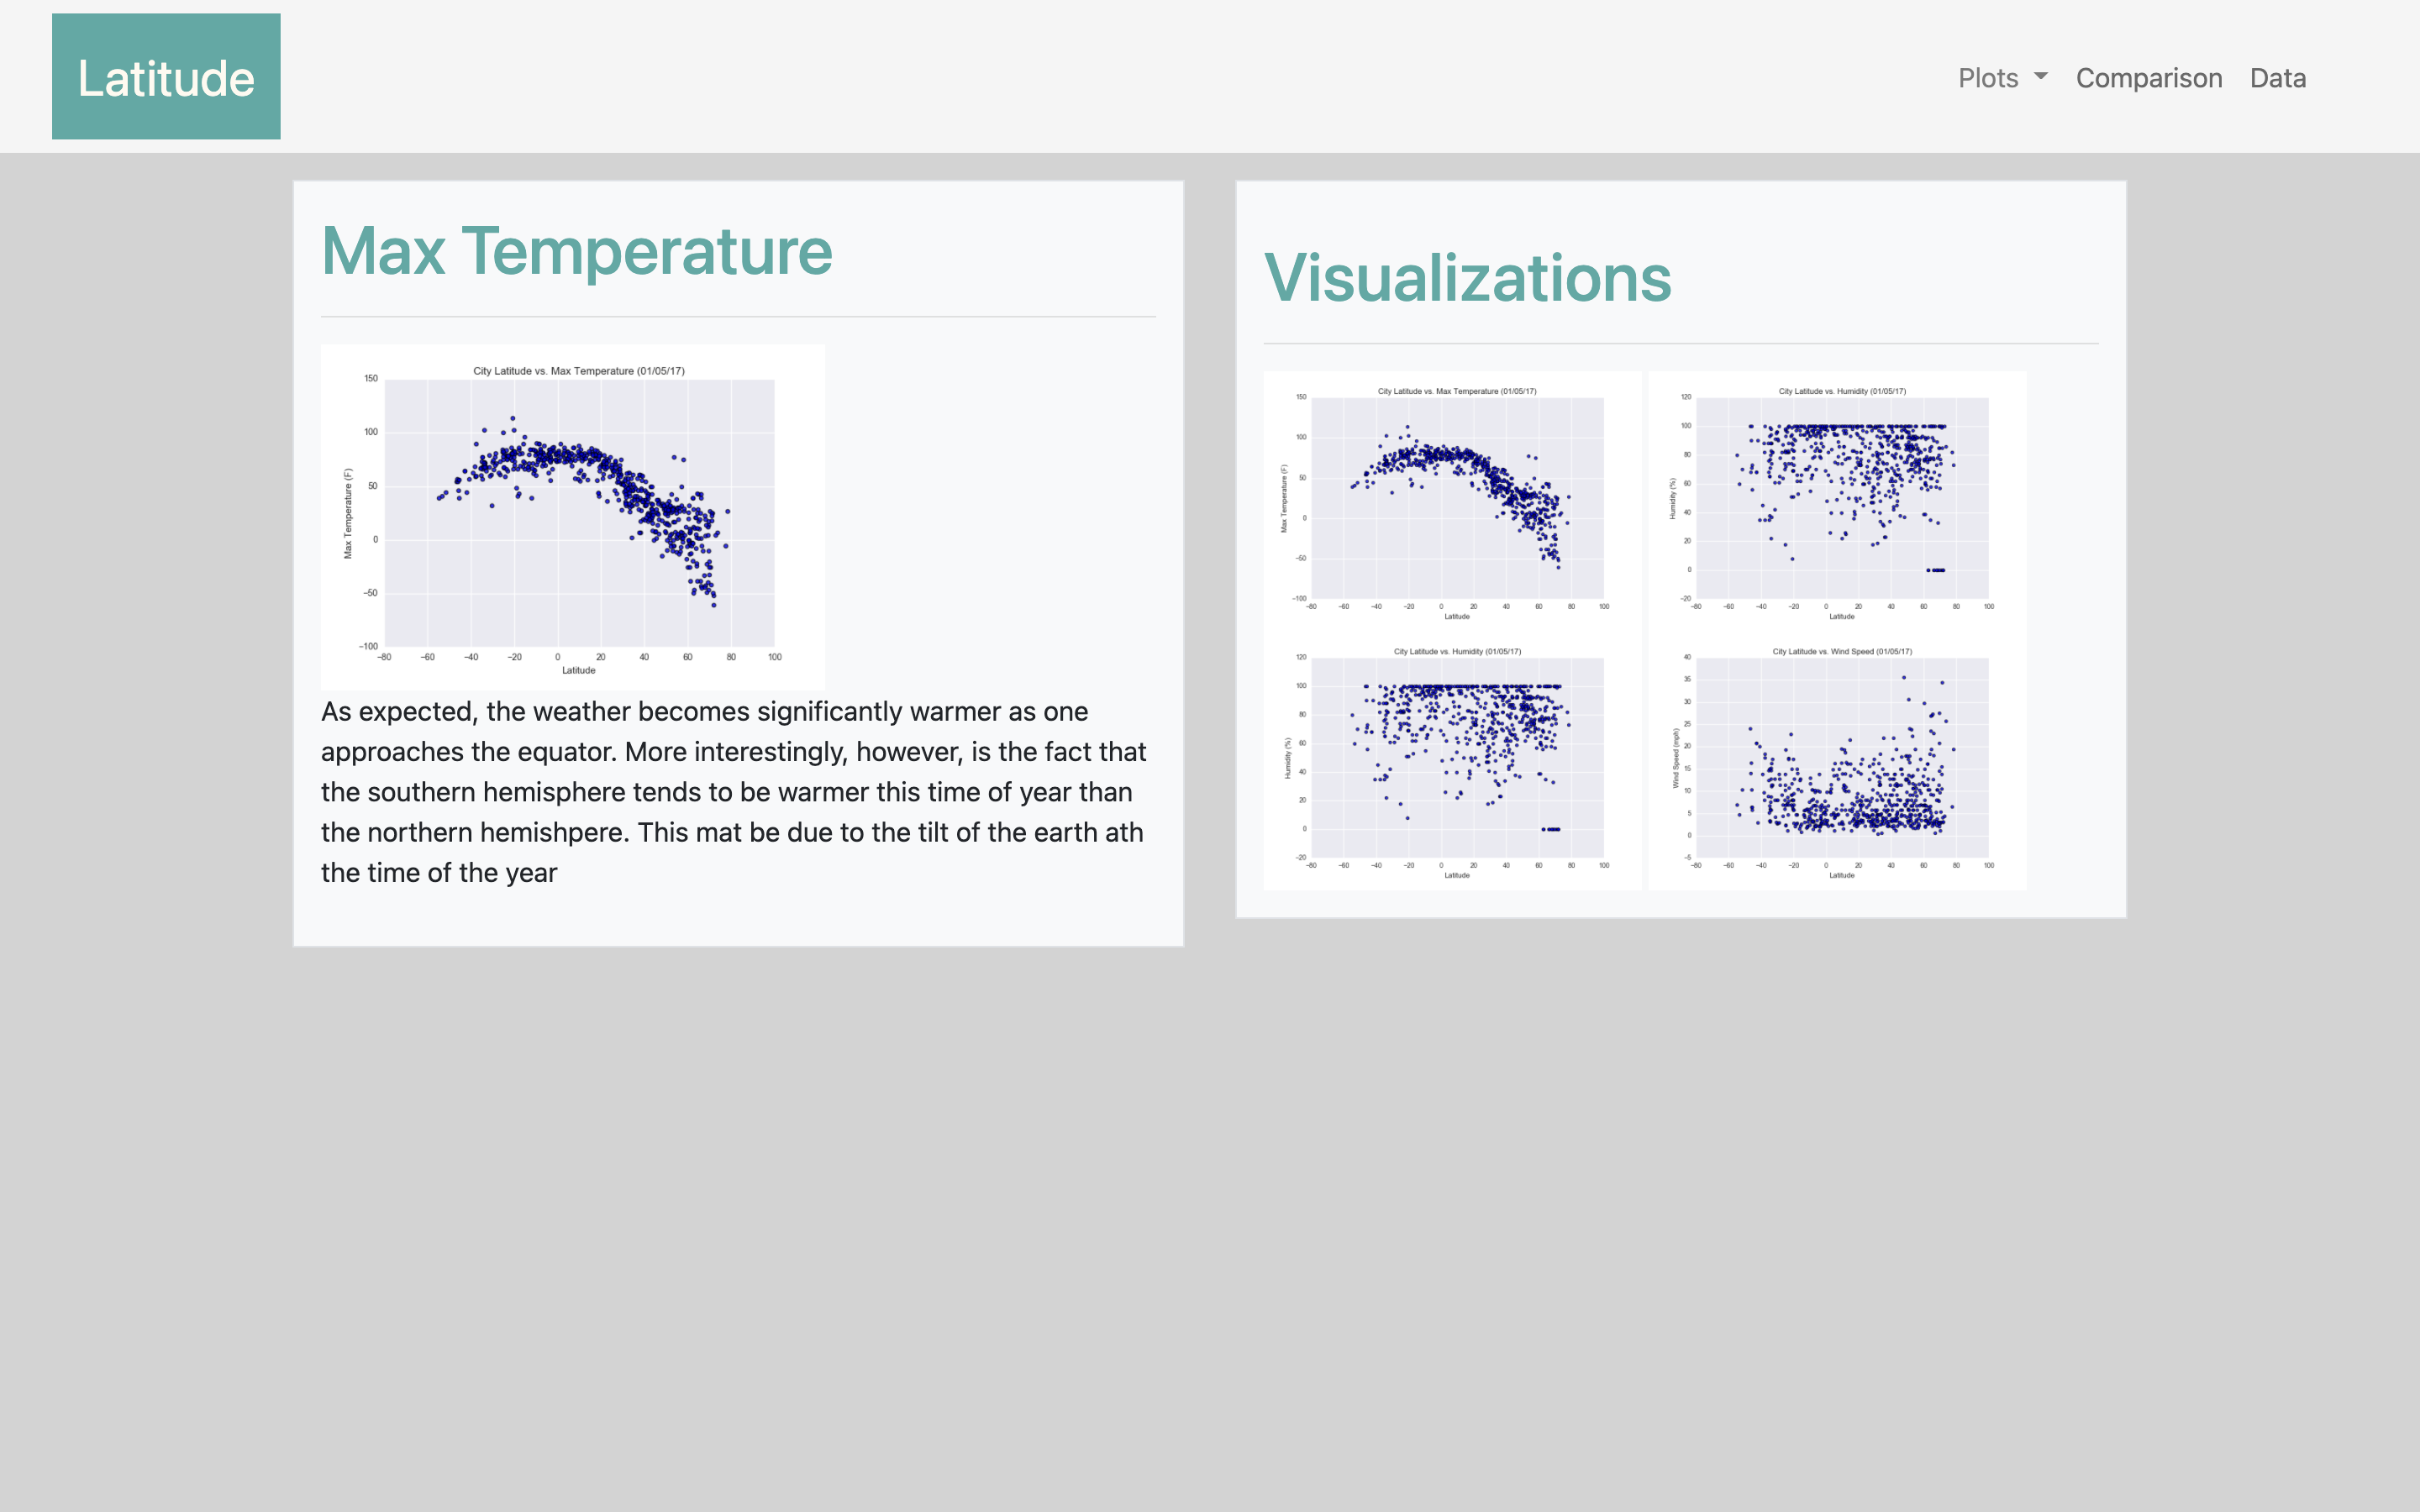 Latitude
Plots Comparison Data
Max Temperature
City Latitude vs. Max Temperature (01/05/17)
150
100
50
0
−50
−100
Max Temperature (F)
−80 −60 −40 −20 0 20 40 60 80 100
Latitude
As expected, the weather becomes significantly warmer as one
approaches the equator. More interestingly, however, is the fact that
the southern hemisphere tends to be warmer this time of year than
the northern hemishpere. This mat be due to the tilt of the earth ath
the time of the year
Visualizations
City Latitude vs. Max Temperature (01/05/17)
150
100
50
0
−50
−100
Max Temperature (F)
−80 −60 −40 −20 0 20 40 60 80 100
Latitude
City Latitude vs. Humidity (01/05/17)
120
100
80
60
40
20
0
−20
Humidity (%)
−80 −60 −40 −20 0 20 40 60 80 100
Latitude
City Latitude vs. Humidity (01/05/17)
120
100
80
60
40
20
0
−20
Humidity (%)
−80 −60 −40 −20 0 20 40 60 80 100
Latitude
City Latitude vs. Wind Speed (01/05/17)
40
35
30
25
20
15
10
5
0
−5
Wind Speed (mph)
−80 −60 −40 −20 0 20 40 60 80 100
Latitude